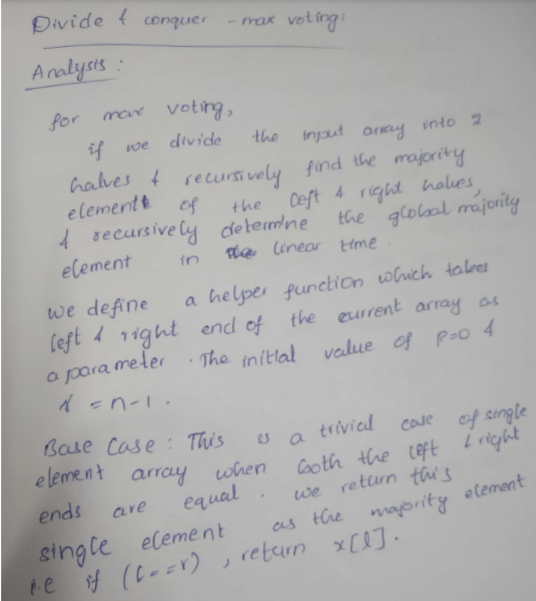 Divide & conquer - max voting:
Analysis :
for max voting,
if we divide the input array into 2
halves & recursively find the majority
element of the left & right halves,
& recursively determine the global majority
element in linear time.
we define a helper function which takes
left & right end of the current array as
a parameter. The initial value of l=0 &
r = n-1.
Base Case : This is a trivial case of single
element array when both the left & right
ends are equal. we return this
single element as the majority element
i.e if (l==r), return x[l].